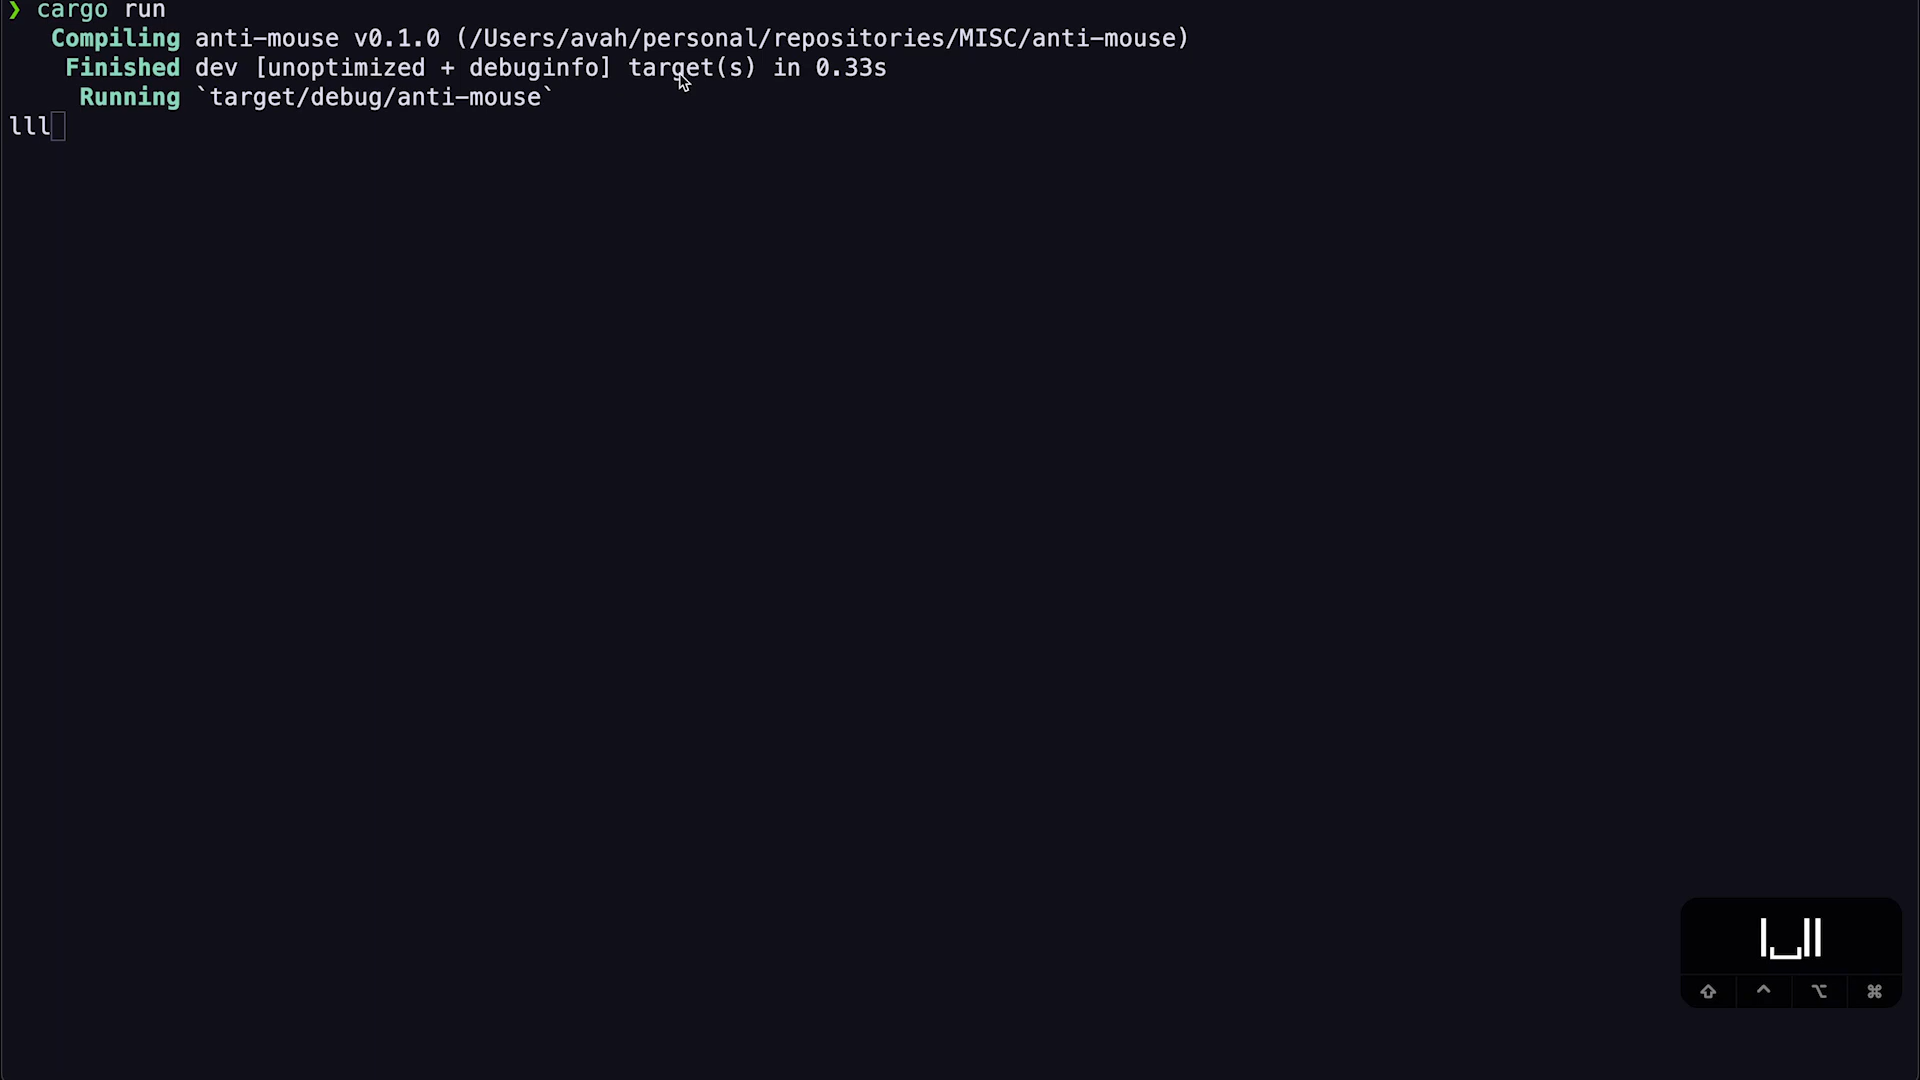 ❯ cargo run
Compiling anti-mouse v0.1.0 (/Users/avah/personal/repositories/MISC/anti-mouse)
Finished dev [unoptimized + debuginfo] target(s) in 0.33s
Running `target/debug/anti-mouse`
lll
l␣ll
⇧ ^ ⌥ ⌘